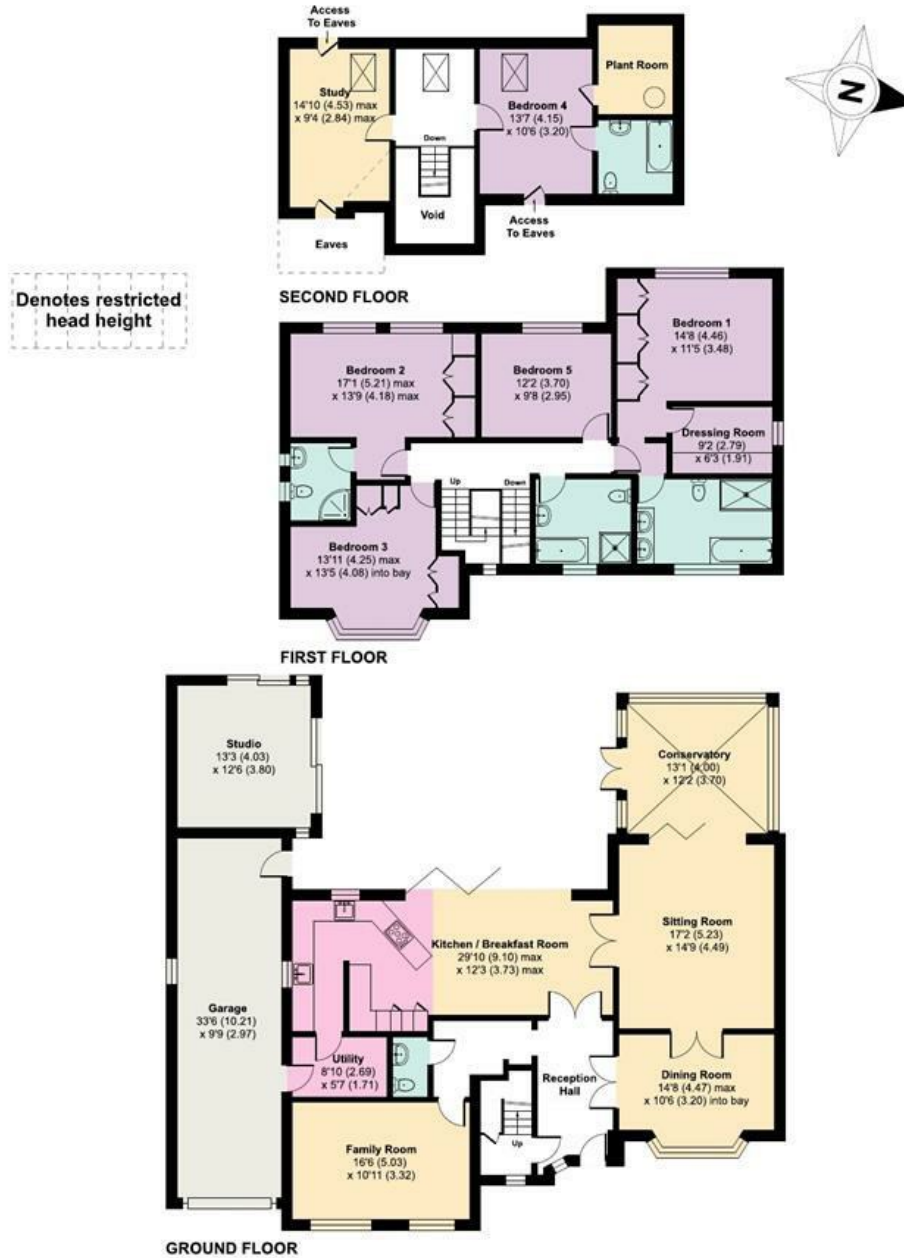 Access
To Eaves
Study
14'10 (4.53) max
x 9'4 (2.84) max
Down
Void
Eaves
Bedroom 4
13'7 (4.15)
x 10'6 (3.20)
Plant Room
Access
To Eaves
N
SECOND FLOOR
Denotes restricted
head height
Bedroom 2
17'1 (5.21) max
x 13'9 (4.18) max
Bedroom 5
12'2 (3.70)
x 9'8 (2.95)
Bedroom 1
14'8 (4.46)
x 11'5 (3.48)
Dressing Room
9'2 (2.79)
x 6'3 (1.91)
Up
Down
Bedroom 3
13'11 (4.25) max
x 13'5 (4.08) into bay
FIRST FLOOR
Studio
13'3 (4.03)
x 12'6 (3.80)
Conservatory
13'1 (4.00)
x 12'2 (3.70)
Kitchen / Breakfast Room
29'10 (9.10) max
x 12'3 (3.73) max
Sitting Room
17'2 (5.23)
x 14'9 (4.49)
Garage
33'6 (10.21)
x 9'9 (2.97)
Utility
8'10 (2.69)
x 5'7 (1.71)
Reception
Hall
Dining Room
14'8 (4.47) max
x 10'6 (3.20) into bay
Up
Family Room
16'6 (5.03)
x 10'11 (3.32)
GROUND FLOOR